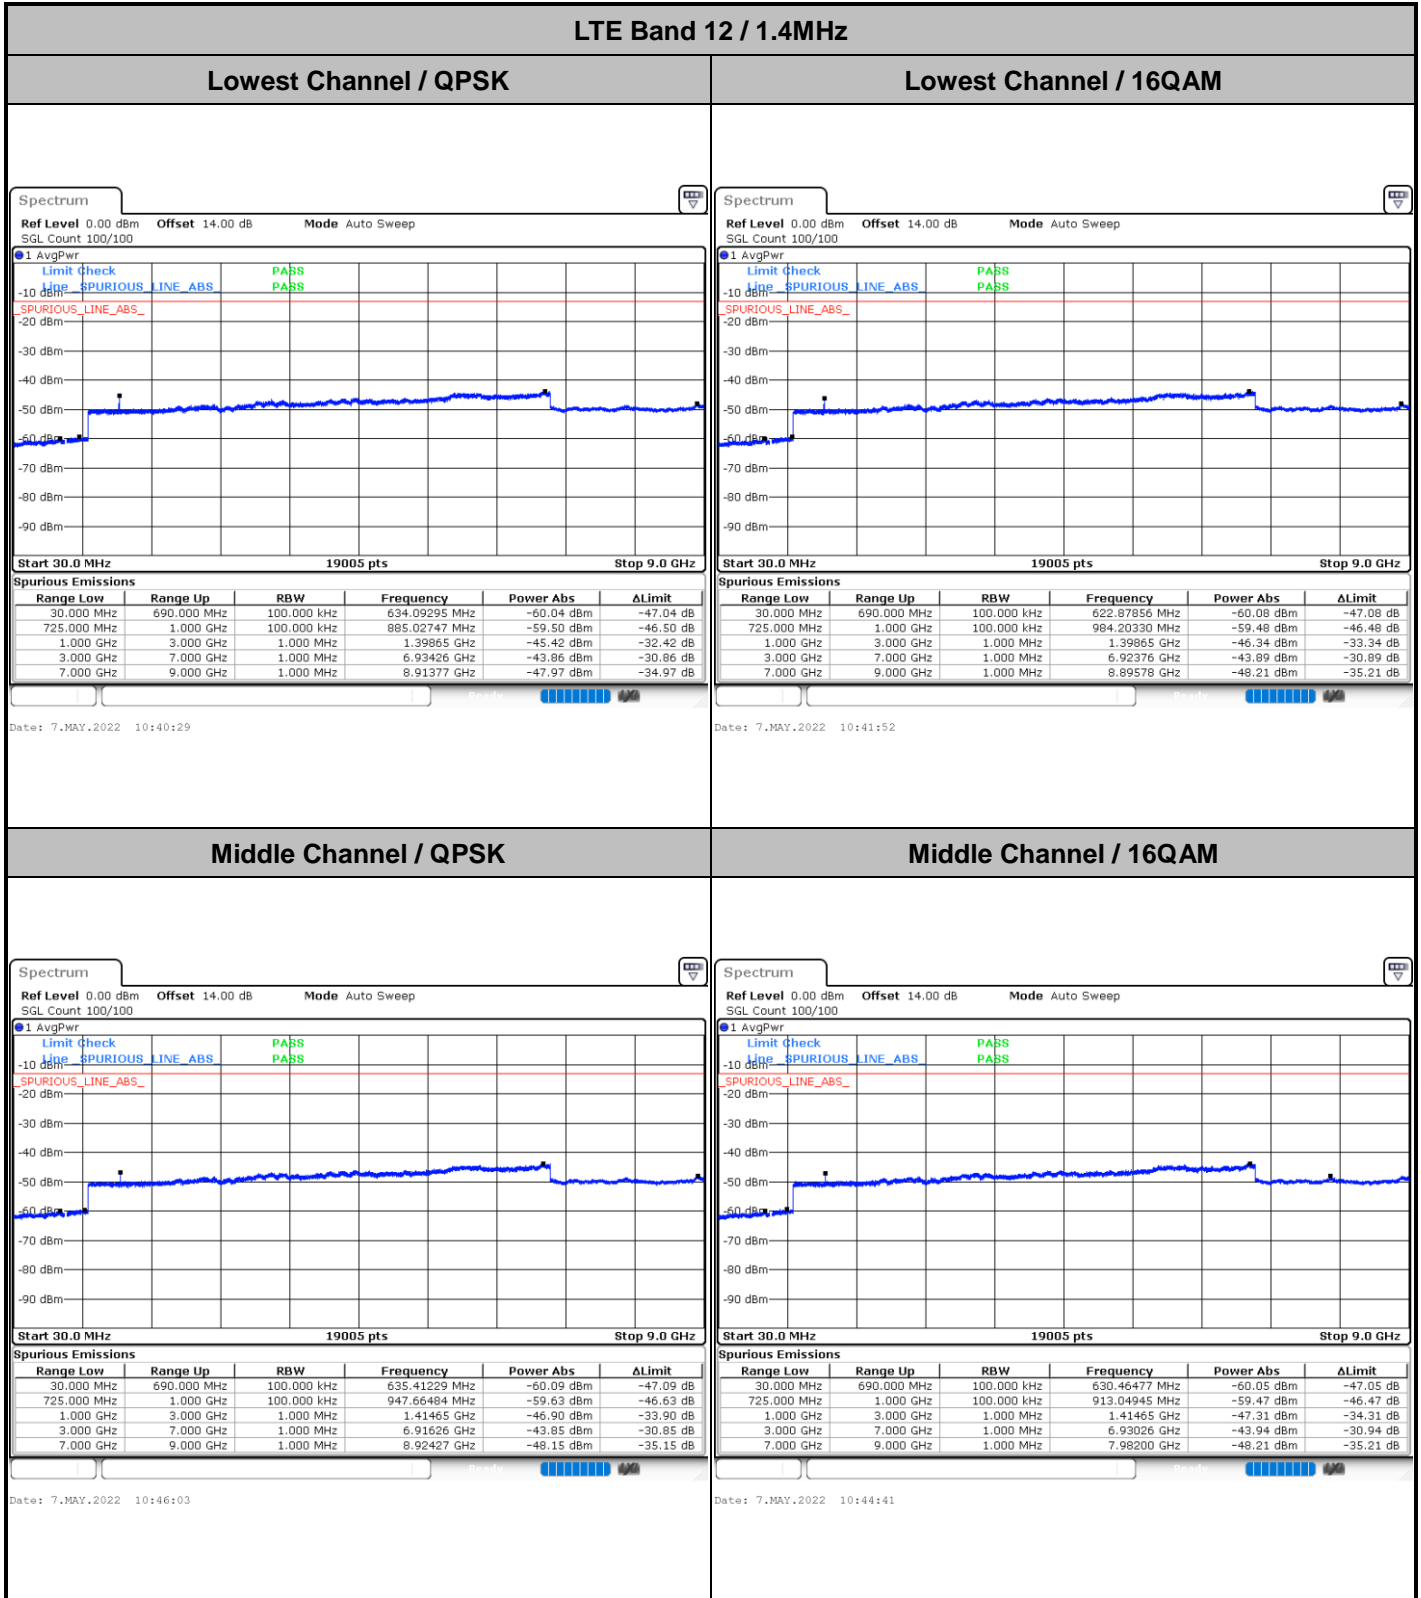 LTE Band 12 / 1.4MHz
Lowest Channel / QPSK
Lowest Channel / 16QAM
Spectrum
Ref Level 0.00 dBm Offset 14.00 dB Mode Auto Sweep
SGL Count 100/100
1 AvgPwr
Limit Check PASS
Line _SPURIOUS_LINE_ABS_ PASS
-10 dBm
_SPURIOUS_LINE_ABS_
-20 dBm
-30 dBm
-40 dBm
-50 dBm
-60 dBm
-70 dBm
-80 dBm
-90 dBm
Start 30.0 MHz 19005 pts Stop 9.0 GHz
Spurious Emissions
Range Low Range Up RBW Frequency Power Abs ΔLimit
30.000 MHz 690.000 MHz 100.000 kHz 634.09295 MHz -60.04 dBm -47.04 dB
725.000 MHz 1.000 GHz 100.000 kHz 885.02747 MHz -59.50 dBm -46.50 dB
1.000 GHz 3.000 GHz 1.000 MHz 1.39865 GHz -45.42 dBm -32.42 dB
3.000 GHz 7.000 GHz 1.000 MHz 6.93426 GHz -43.86 dBm -30.86 dB
7.000 GHz 9.000 GHz 1.000 MHz 8.91377 GHz -47.97 dBm -34.97 dB
Date: 7.MAY.2022 10:40:29
Spectrum
Ref Level 0.00 dBm Offset 14.00 dB Mode Auto Sweep
SGL Count 100/100
1 AvgPwr
Limit Check PASS
Line _SPURIOUS_LINE_ABS_ PASS
-10 dBm
_SPURIOUS_LINE_ABS_
-20 dBm
-30 dBm
-40 dBm
-50 dBm
-60 dBm
-70 dBm
-80 dBm
-90 dBm
Start 30.0 MHz 19005 pts Stop 9.0 GHz
Spurious Emissions
Range Low Range Up RBW Frequency Power Abs ΔLimit
30.000 MHz 690.000 MHz 100.000 kHz 622.87856 MHz -60.08 dBm -47.08 dB
725.000 MHz 1.000 GHz 100.000 kHz 984.20330 MHz -59.48 dBm -46.48 dB
1.000 GHz 3.000 GHz 1.000 MHz 1.39865 GHz -46.34 dBm -33.34 dB
3.000 GHz 7.000 GHz 1.000 MHz 6.92376 GHz -43.89 dBm -30.89 dB
7.000 GHz 9.000 GHz 1.000 MHz 8.89578 GHz -48.21 dBm -35.21 dB
Ready
Date: 7.MAY.2022 10:41:52
Middle Channel / QPSK
Middle Channel / 16QAM
Spectrum
Ref Level 0.00 dBm Offset 14.00 dB Mode Auto Sweep
SGL Count 100/100
1 AvgPwr
Limit Check PASS
Line _SPURIOUS_LINE_ABS_ PASS
-10 dBm
_SPURIOUS_LINE_ABS_
-20 dBm
-30 dBm
-40 dBm
-50 dBm
-60 dBm
-70 dBm
-80 dBm
-90 dBm
Start 30.0 MHz 19005 pts Stop 9.0 GHz
Spurious Emissions
Range Low Range Up RBW Frequency Power Abs ΔLimit
30.000 MHz 690.000 MHz 100.000 kHz 635.41229 MHz -60.09 dBm -47.09 dB
725.000 MHz 1.000 GHz 100.000 kHz 947.66484 MHz -59.63 dBm -46.63 dB
1.000 GHz 3.000 GHz 1.000 MHz 1.41465 GHz -46.90 dBm -33.90 dB
3.000 GHz 7.000 GHz 1.000 MHz 6.91626 GHz -43.85 dBm -30.85 dB
7.000 GHz 9.000 GHz 1.000 MHz 8.92427 GHz -48.15 dBm -35.15 dB
Ready
Date: 7.MAY.2022 10:46:03
Spectrum
Ref Level 0.00 dBm Offset 14.00 dB Mode Auto Sweep
SGL Count 100/100
1 AvgPwr
Limit Check PASS
Line _SPURIOUS_LINE_ABS_ PASS
-10 dBm
_SPURIOUS_LINE_ABS_
-20 dBm
-30 dBm
-40 dBm
-50 dBm
-60 dBm
-70 dBm
-80 dBm
-90 dBm
Start 30.0 MHz 19005 pts Stop 9.0 GHz
Spurious Emissions
Range Low Range Up RBW Frequency Power Abs ΔLimit
30.000 MHz 690.000 MHz 100.000 kHz 630.46477 MHz -60.05 dBm -47.05 dB
725.000 MHz 1.000 GHz 100.000 kHz 913.04945 MHz -59.47 dBm -46.47 dB
1.000 GHz 3.000 GHz 1.000 MHz 1.41465 GHz -47.31 dBm -34.31 dB
3.000 GHz 7.000 GHz 1.000 MHz 6.93026 GHz -43.94 dBm -30.94 dB
7.000 GHz 9.000 GHz 1.000 MHz 7.98200 GHz -48.21 dBm -35.21 dB
Date: 7.MAY.2022 10:44:41